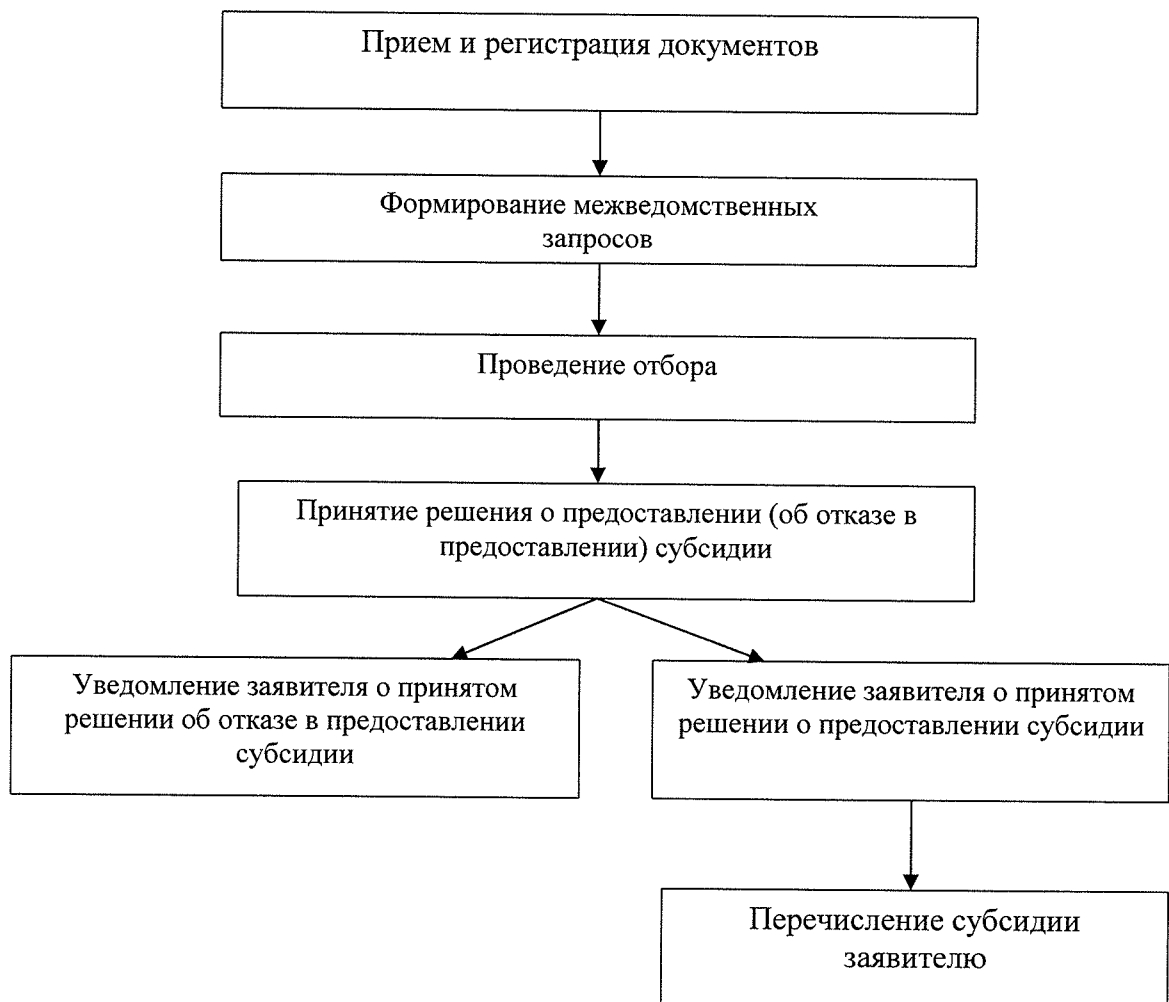 Прием и регистрация документов
Формирование межведомственных
запросов
Проведение отбора
Принятие решения о предоставлении (об отказе в
предоставлении) субсидии
Уведомление заявителя о принятом
решении об отказе в предоставлении
субсидии
Уведомление заявителя о принятом
решении о предоставлении субсидии
Перечисление субсидии
заявителю